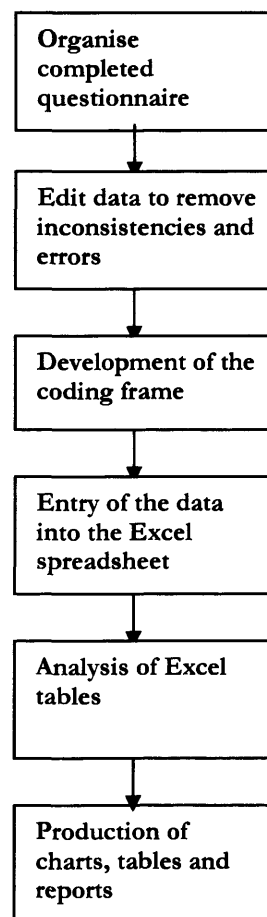 Organise
completed
questionnaire
Edit data to remove
inconsistencies and
errors
Development of the
coding frame
Entry of the data
into the Excel
spreadsheet
Analysis of Excel
tables
Production of
charts, tables and
reports